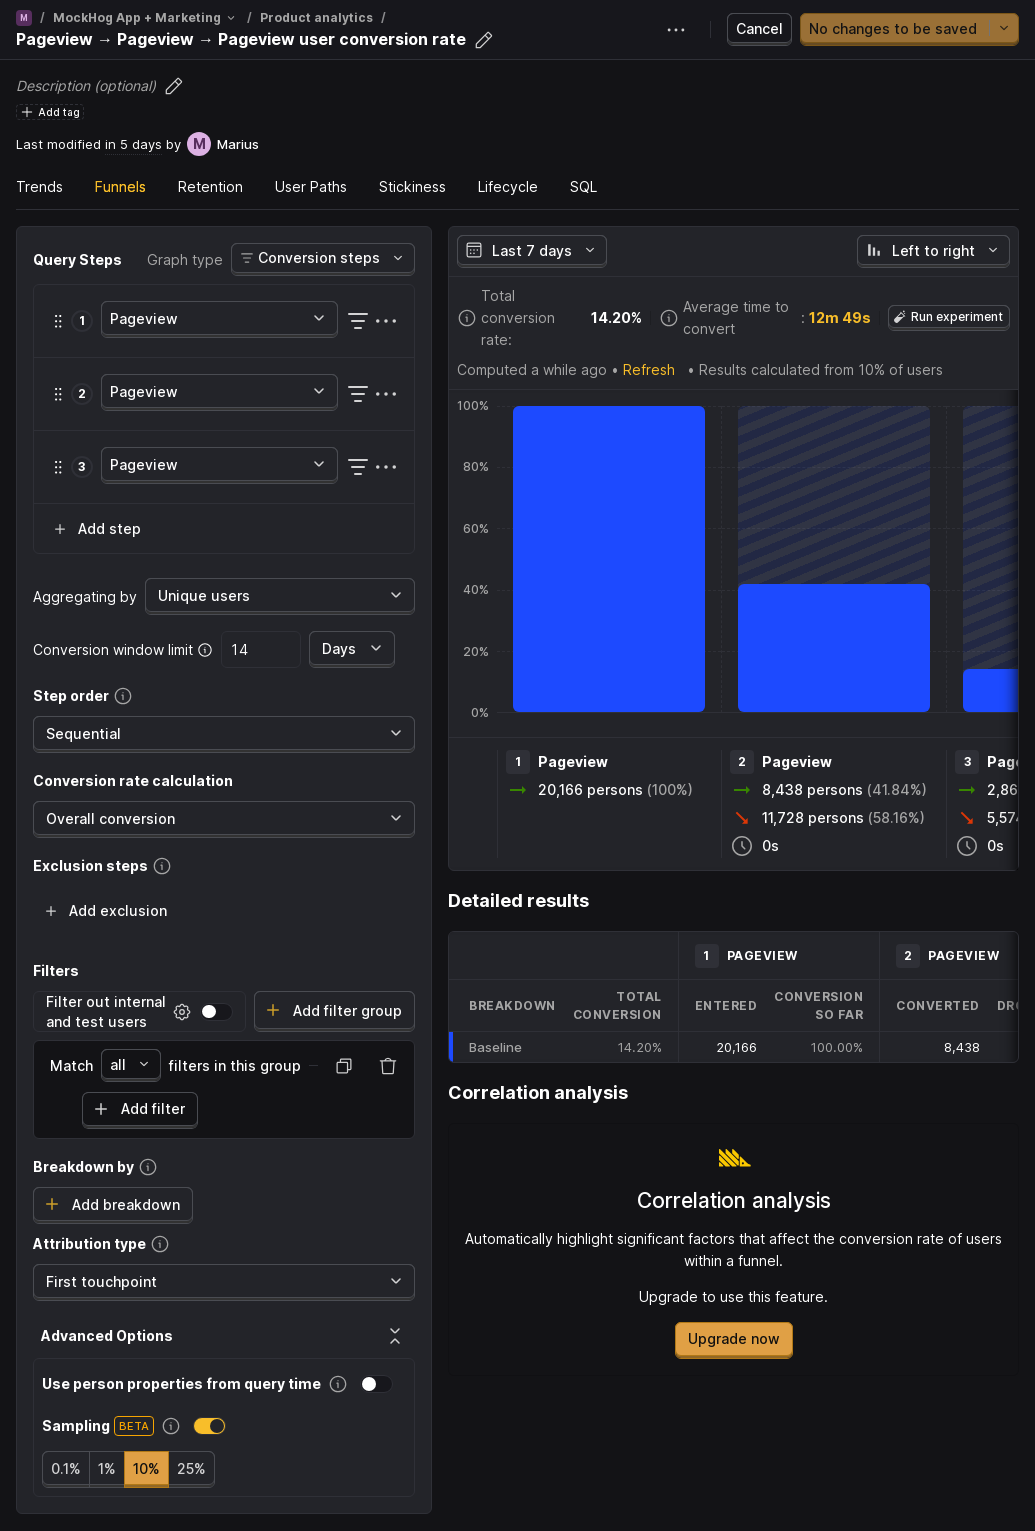 M / MockHog App + Marketing / Product analytics /
Pageview → Pageview → Pageview user conversion rate
Cancel
No changes to be saved
Description (optional)
Add tag
Last modified in 5 days by M Marius
Trends Funnels Retention User Paths Stickiness Lifecycle SQL
Query Steps
Graph type
Conversion steps
1 Pageview
2 Pageview
3 Pageview
Add step
Aggregating by Unique users
Conversion window limit 14 Days
Step order
Sequential
Conversion rate calculation
Overall conversion
Exclusion steps
Add exclusion
Filters
Filter out internal
and test users
Add filter group
Match all filters in this group
Add filter
Breakdown by
Add breakdown
Attribution type
First touchpoint
Advanced Options
Use person properties from query time
Sampling BETA
0.1% 1% 10% 25%
Last 7 days
Left to right
Total
conversion
rate:
14.20%
Average time to
convert
: 12m 49s
Run experiment
Computed a while ago • Refresh • Results calculated from 10% of users
100%
80%
60%
40%
20%
0%
1 Pageview
20,166 persons (100%)
2 Pageview
8,438 persons (41.84%)
11,728 persons (58.16%)
0s
3 Page
2,86
5,574
0s
Detailed results
1 PAGEVIEW 2 PAGEVIEW
BREAKDOWN
TOTAL
CONVERSION
ENTERED
CONVERSION
SO FAR
CONVERTED
DRO
Baseline 14.20% 20,166 100.00% 8,438
Correlation analysis
Correlation analysis
Automatically highlight significant factors that affect the conversion rate of users
within a funnel.
Upgrade to use this feature.
Upgrade now